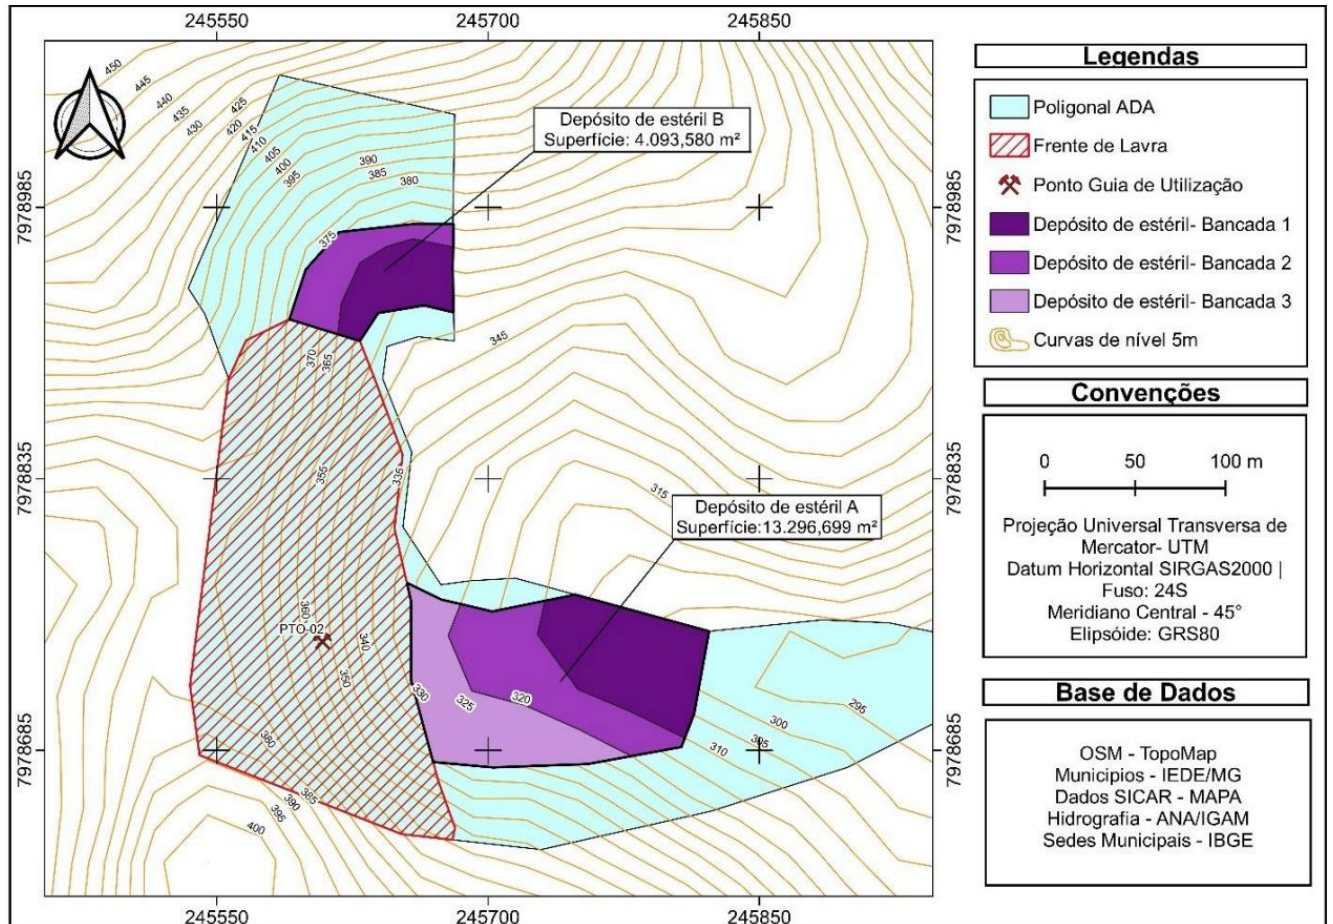 245550
245700
245850
7978985
7978835
7978685
7978985
7978835
7978685
245550
245700
245850
450
445
440
435
430
425
420
415
410
405
400
395
390
385
380
375
370
365
355
335
345
315
360
340
350
330
325
320
380
385
390
395
400
310
305
300
295
Depósito de estéril B
Superfície: 4.093,580 m²
Depósito de estéril A
Superfície:13.296,699 m²
PTO-02
Legendas
Poligonal ADA
Frente de Lavra
Ponto Guia de Utilização
Depósito de estéril- Bancada 1
Depósito de estéril- Bancada 2
Depósito de estéril- Bancada 3
Curvas de nível 5m
Convenções
0 50 100 m
Projeção Universal Transversa de
Mercator- UTM
Datum Horizontal SIRGAS2000 |
Fuso: 24S
Meridiano Central - 45°
Elipsóide: GRS80
Base de Dados
OSM - TopoMap
Municipios - IEDE/MG
Dados SICAR - MAPA
Hidrografia - ANA/IGAM
Sedes Municipais - IBGE